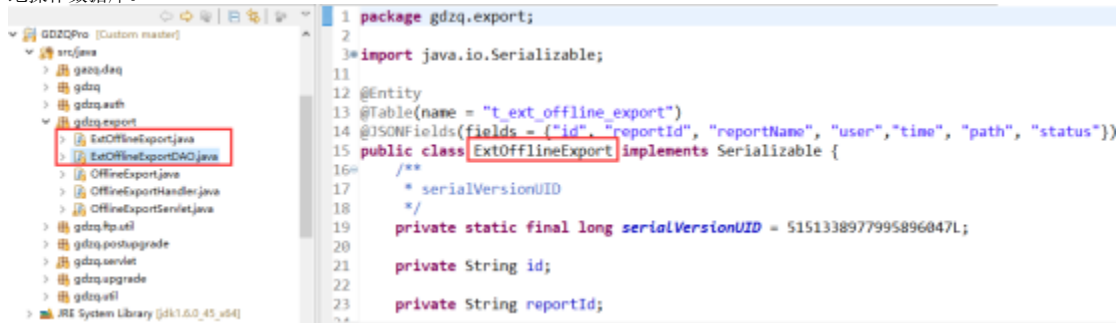 GDZQPro [Custom master]
src/java
gazq.daq
gdzq
gdzq.auth
gdzq.export
ExtOfflineExport.java
ExtOfflineExportDAO.java
OfflineExport.java
OfflineExportHandler.java
OfflineExportServlet.java
gdzq.ftp.util
gdzq.postupgrade
gdzq.servlet
gdzq.upgrade
gdzq.util
JRE System Library [jdk1.6.0_45_x64]
1 package gdzq.export;
2
3 import java.io.Serializable;
11
12 @Entity
13 @Table(name = "t_ext_offline_export")
14 @JSONFields(fields = {"id", "reportId", "reportName", "user","time", "path", "status"})
15 public class ExtOfflineExport implements Serializable {
16 /**
17 * serialVersionUID
18 */
19 private static final long serialVersionUID = 5151338977995896047L;
20
21 private String id;
22
23 private String reportId;